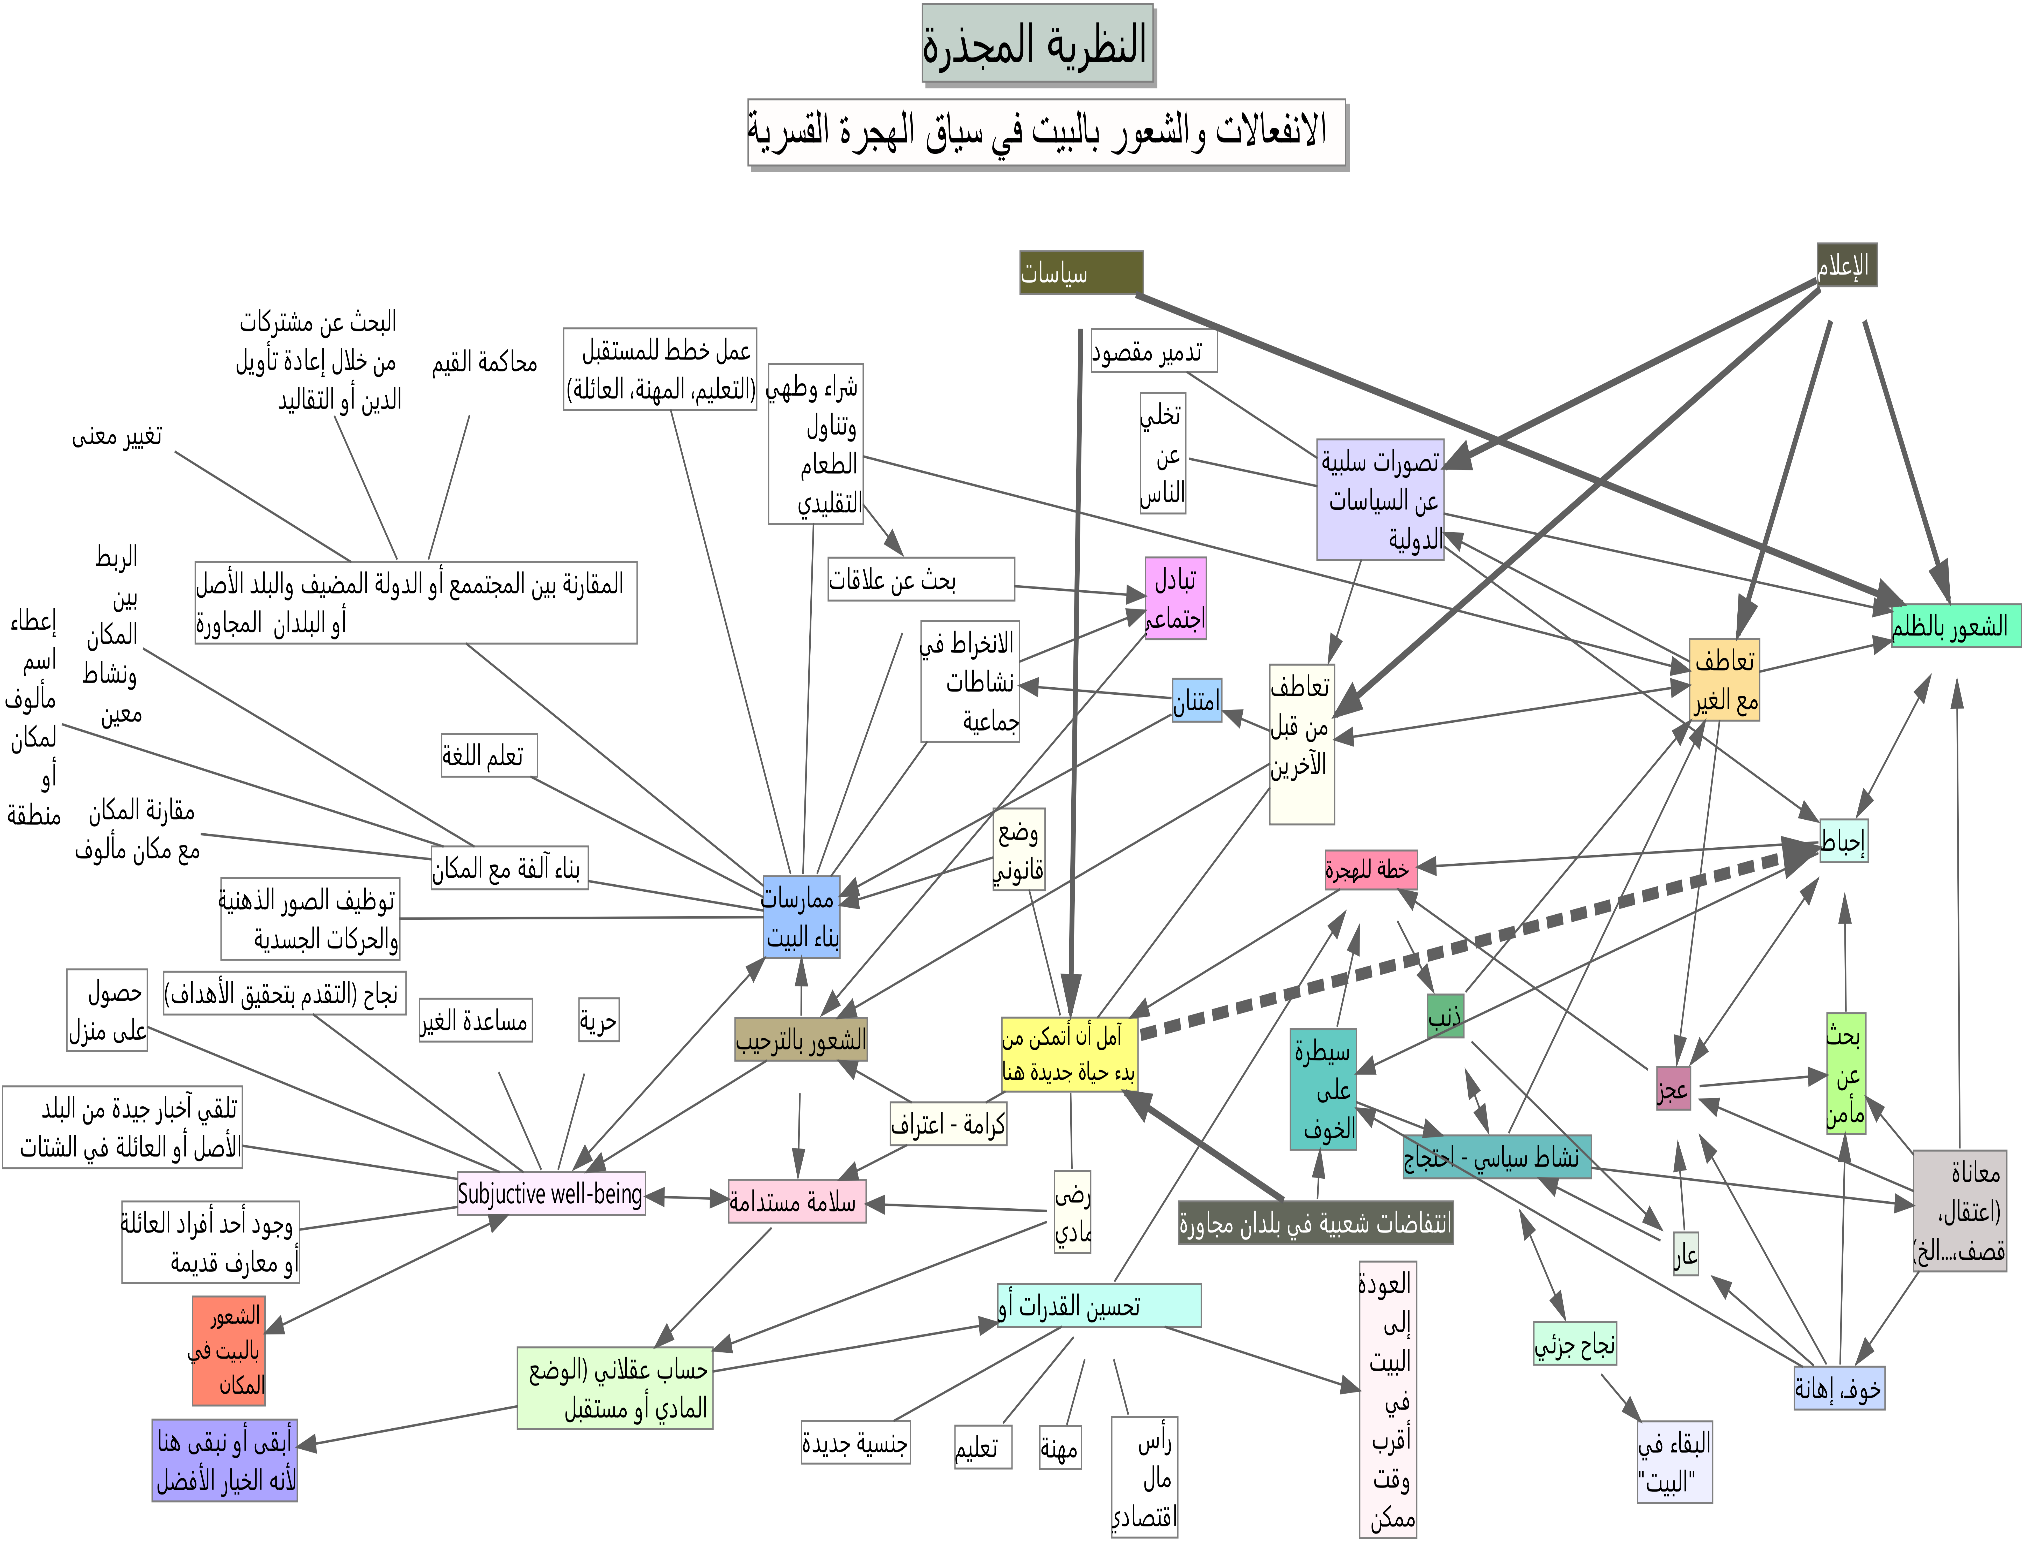 النظرية المجذرة
الانفعالات والشعور بالبيت في سياق الهجرة القسرية
الإعلام
سياسات
البحث عن مشتركات
من خلال إعادة تأويل
الدين أو التقاليد
محاكمة القيم
عمل خطط للمستقبل
(التعليم، المهنة، العائلة)
شراء وطهي
وتناول
الطعام
التقليدي
تدمير مقصود
تخلي
عن
الناس
تصورات سلبية
عن السياسات
الدولية
تغيير معنى
المقارنة بين المجتممع أو الدولة المضيف والبلد الأصل
أو البلدان المجاورة
بحث عن علاقات
تبادل
اجتماعي
الشعور بالظلم
الربط
بين
المكان
ونشاط
معين
إعطاء
اسم
مألوف
لمكان
أو
منطقة
الانخراط في
نشاطات
جماعية
امتنان
تعاطف
من قبل
الآخرين
تعاطف
مع الغير
تعلم اللغة
مقارنة المكان
مع مكان مألوف
بناء آلفة مع المكان
وضع
قانوني
خطة للهجرة
إحباط
توظيف الصور الذهنية
والحركات الجسدية
ممارسات
بناء البيت
حصول
على منزل
نجاح (التقدم بتحقيق الأهداف)
مساعدة الغير
حرية
الشعور بالترحيب
آمل أن أتمكن من
بدء حياة جديدة هنا
ذنب
سيطرة
على
الخوف
عجز
بحث
عن
مأمن
تلقي آخبار جيدة من البلد
الأصل أو العائلة في الشتات
كرامة - اعتراف
نشاط سياسي - احتجاج
معاناة
(اعتقال،
قصف،...الخ)
Subjuctive well-being
سلامة مستدامة
رضى
مادي
انتفاضات شعبية في بلدان مجاورة
عار
وجود أحد أفراد العائلة
أو معارف قديمة
الشعور
بالبيت في
المكان
تحسين القدرات أو
العودة
إلى
البيت
في
أقرب
وقت
ممكن
نجاح جزئي
خوف، إهانة
حساب عقلاني (الوضع
المادي أو مستقبل
أبقى أو نبقى هنا
لأنه الخيار الأفضل
جنسية جديدة
تعليم
مهنة
رأس
مال
اقتصادي
البقاء في
"البيت"